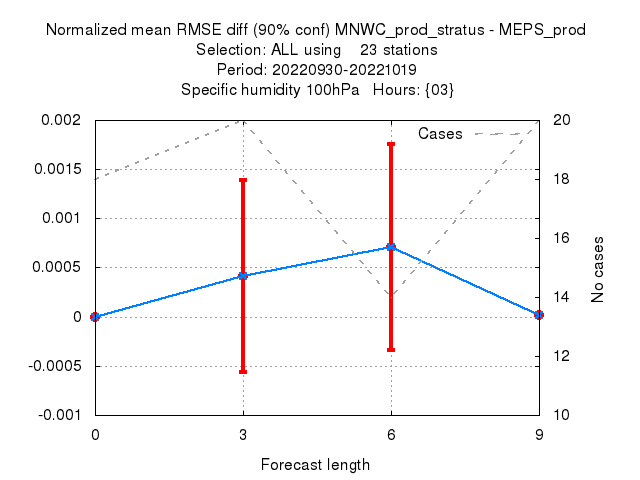 Normalized mean RMSE diff (90% conf) MNWC_prod_stratus - MEPS_prod
Selection: ALL using    23 stations
Period: 20220930-20221019
Specific humidity 100hPa   Hours: {03}
Cases
0.002
0.0015
0.001
0.0005
0
-0.0005
-0.001
20
18
16
14
12
10
No cases
0 3 6 9
Forecast length